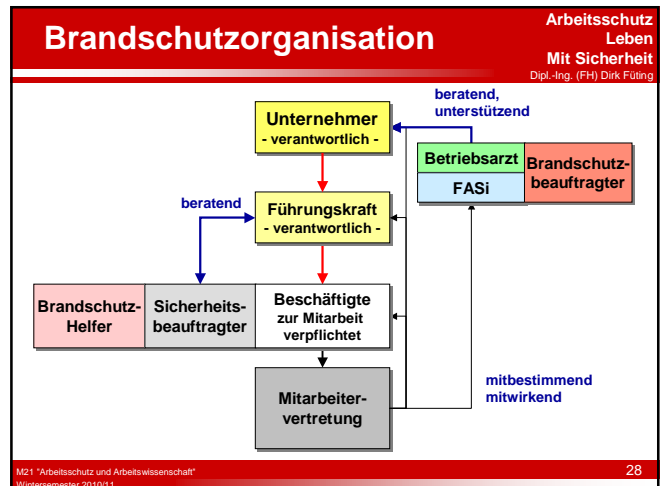 Brandschutzorganisation
Arbeitsschutz
Leben
Mit Sicherheit
Dipl.-Ing. (FH) Dirk Füting
beratend,
unterstützend
Unternehmer
- verantwortlich -
Betriebsarzt
FASi
Brandschutz-
beauftragter
beratend
Führungskraft
- verantwortlich -
Brandschutz-
Helfer
Sicherheits-
beauftragter
Beschäftigte
zur Mitarbeit
verpflichtet
Mitarbeiter-
vertretung
mitbestimmend
mitwirkend
M21 "Arbeitsschutz und Arbeitswissenschaft"
Wintersemester 2010/11
28